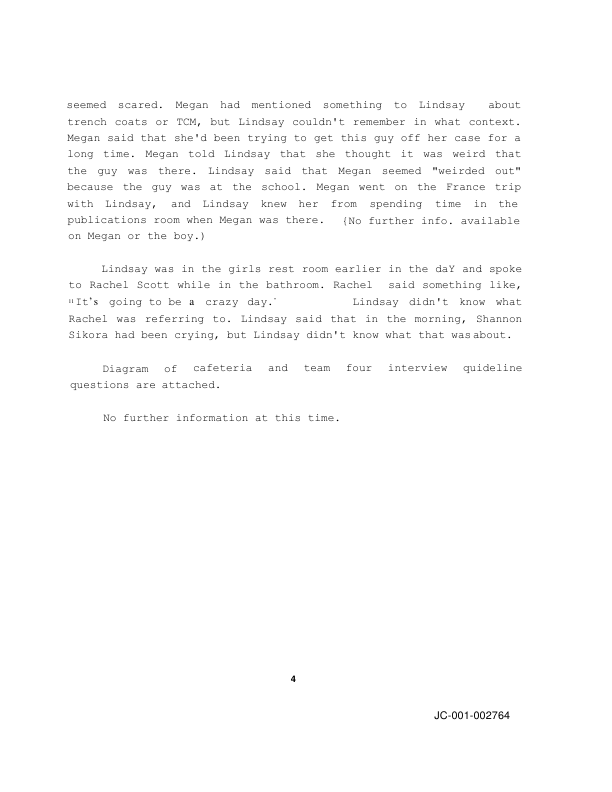 seemed scared. Megan had mentioned something to Lindsay about
trench coats or TCM, but Lindsay couldn't remember in what context.
Megan said that she'd been trying to get this guy off her case for a
long time. Megan told Lindsay that she thought it was weird that
the guy was there. Lindsay said that Megan seemed "weirded out"
because the guy was at the school. Megan went on the France trip
with Lindsay, and Lindsay knew her from spending time in the
publications room when Megan was there. {No further info. available
on Megan or the boy.)
Lindsay was in the girls rest room earlier in the daY and spoke
to Rachel Scott while in the bathroom. Rachel said something like,
"It's going to be a crazy day.` Lindsay didn't know what
Rachel was referring to. Lindsay said that in the morning, Shannon
Sikora had been crying, but Lindsay didn't know what that was about.
Diagram of cafeteria and team four interview quideline
questions are attached.
No further information at this time.
4
JC-001-002764